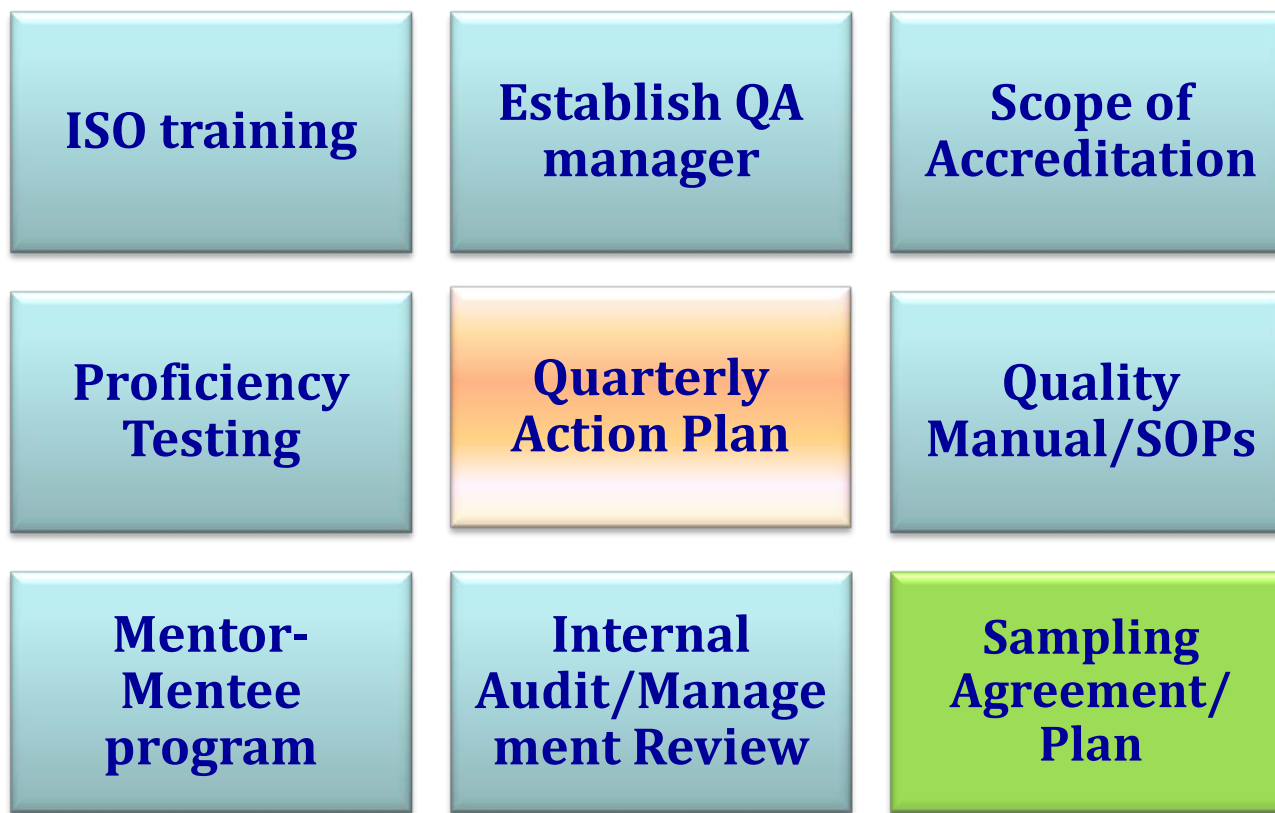 ISO training
Establish QA
manager
Scope of
Accreditation
Proficiency
Testing
Quarterly
Action Plan
Quality
Manual/SOPs
Mentor-
Mentee
program
Internal
Audit/Manage
ment Review
Sampling
Agreement/
Plan